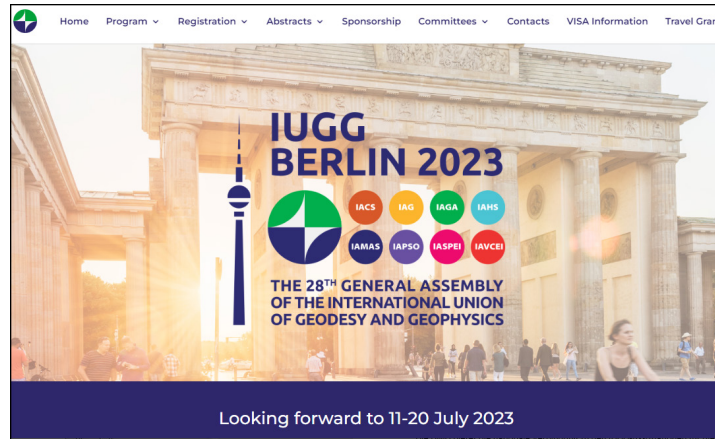 Home Program Registration Abstracts Sponsorship Committees Contacts VISA Information Travel Gran
IUGG
BERLIN 2023
IACS IAG IAGA IAHS
IAMAS IAPSO IASPEI IAVCEI
THE 28TH GENERAL ASSEMBLY
OF THE INTERNATIONAL UNION
OF GEODESY AND GEOPHYSICS
Looking forward to 11-20 July 2023